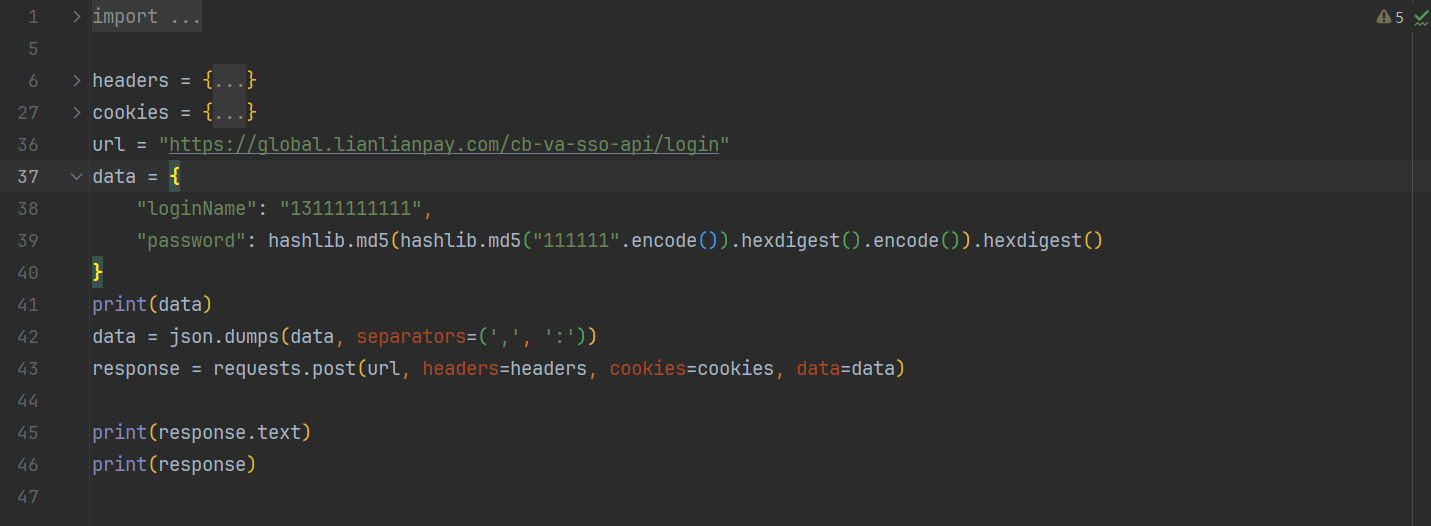 1 import ... 5
5
6 headers = {...}
27 cookies = {...}
36 url = "https://global.lianlianpay.com/cb-va-sso-api/login"
37 data = {
38 "loginName": "13111111111",
39 "password": hashlib.md5(hashlib.md5("111111".encode()).hexdigest().encode()).hexdigest()
40 }
41 print(data)
42 data = json.dumps(data, separators=(',', ':'))
43 response = requests.post(url, headers=headers, cookies=cookies, data=data)
44
45 print(response.text)
46 print(response)
47